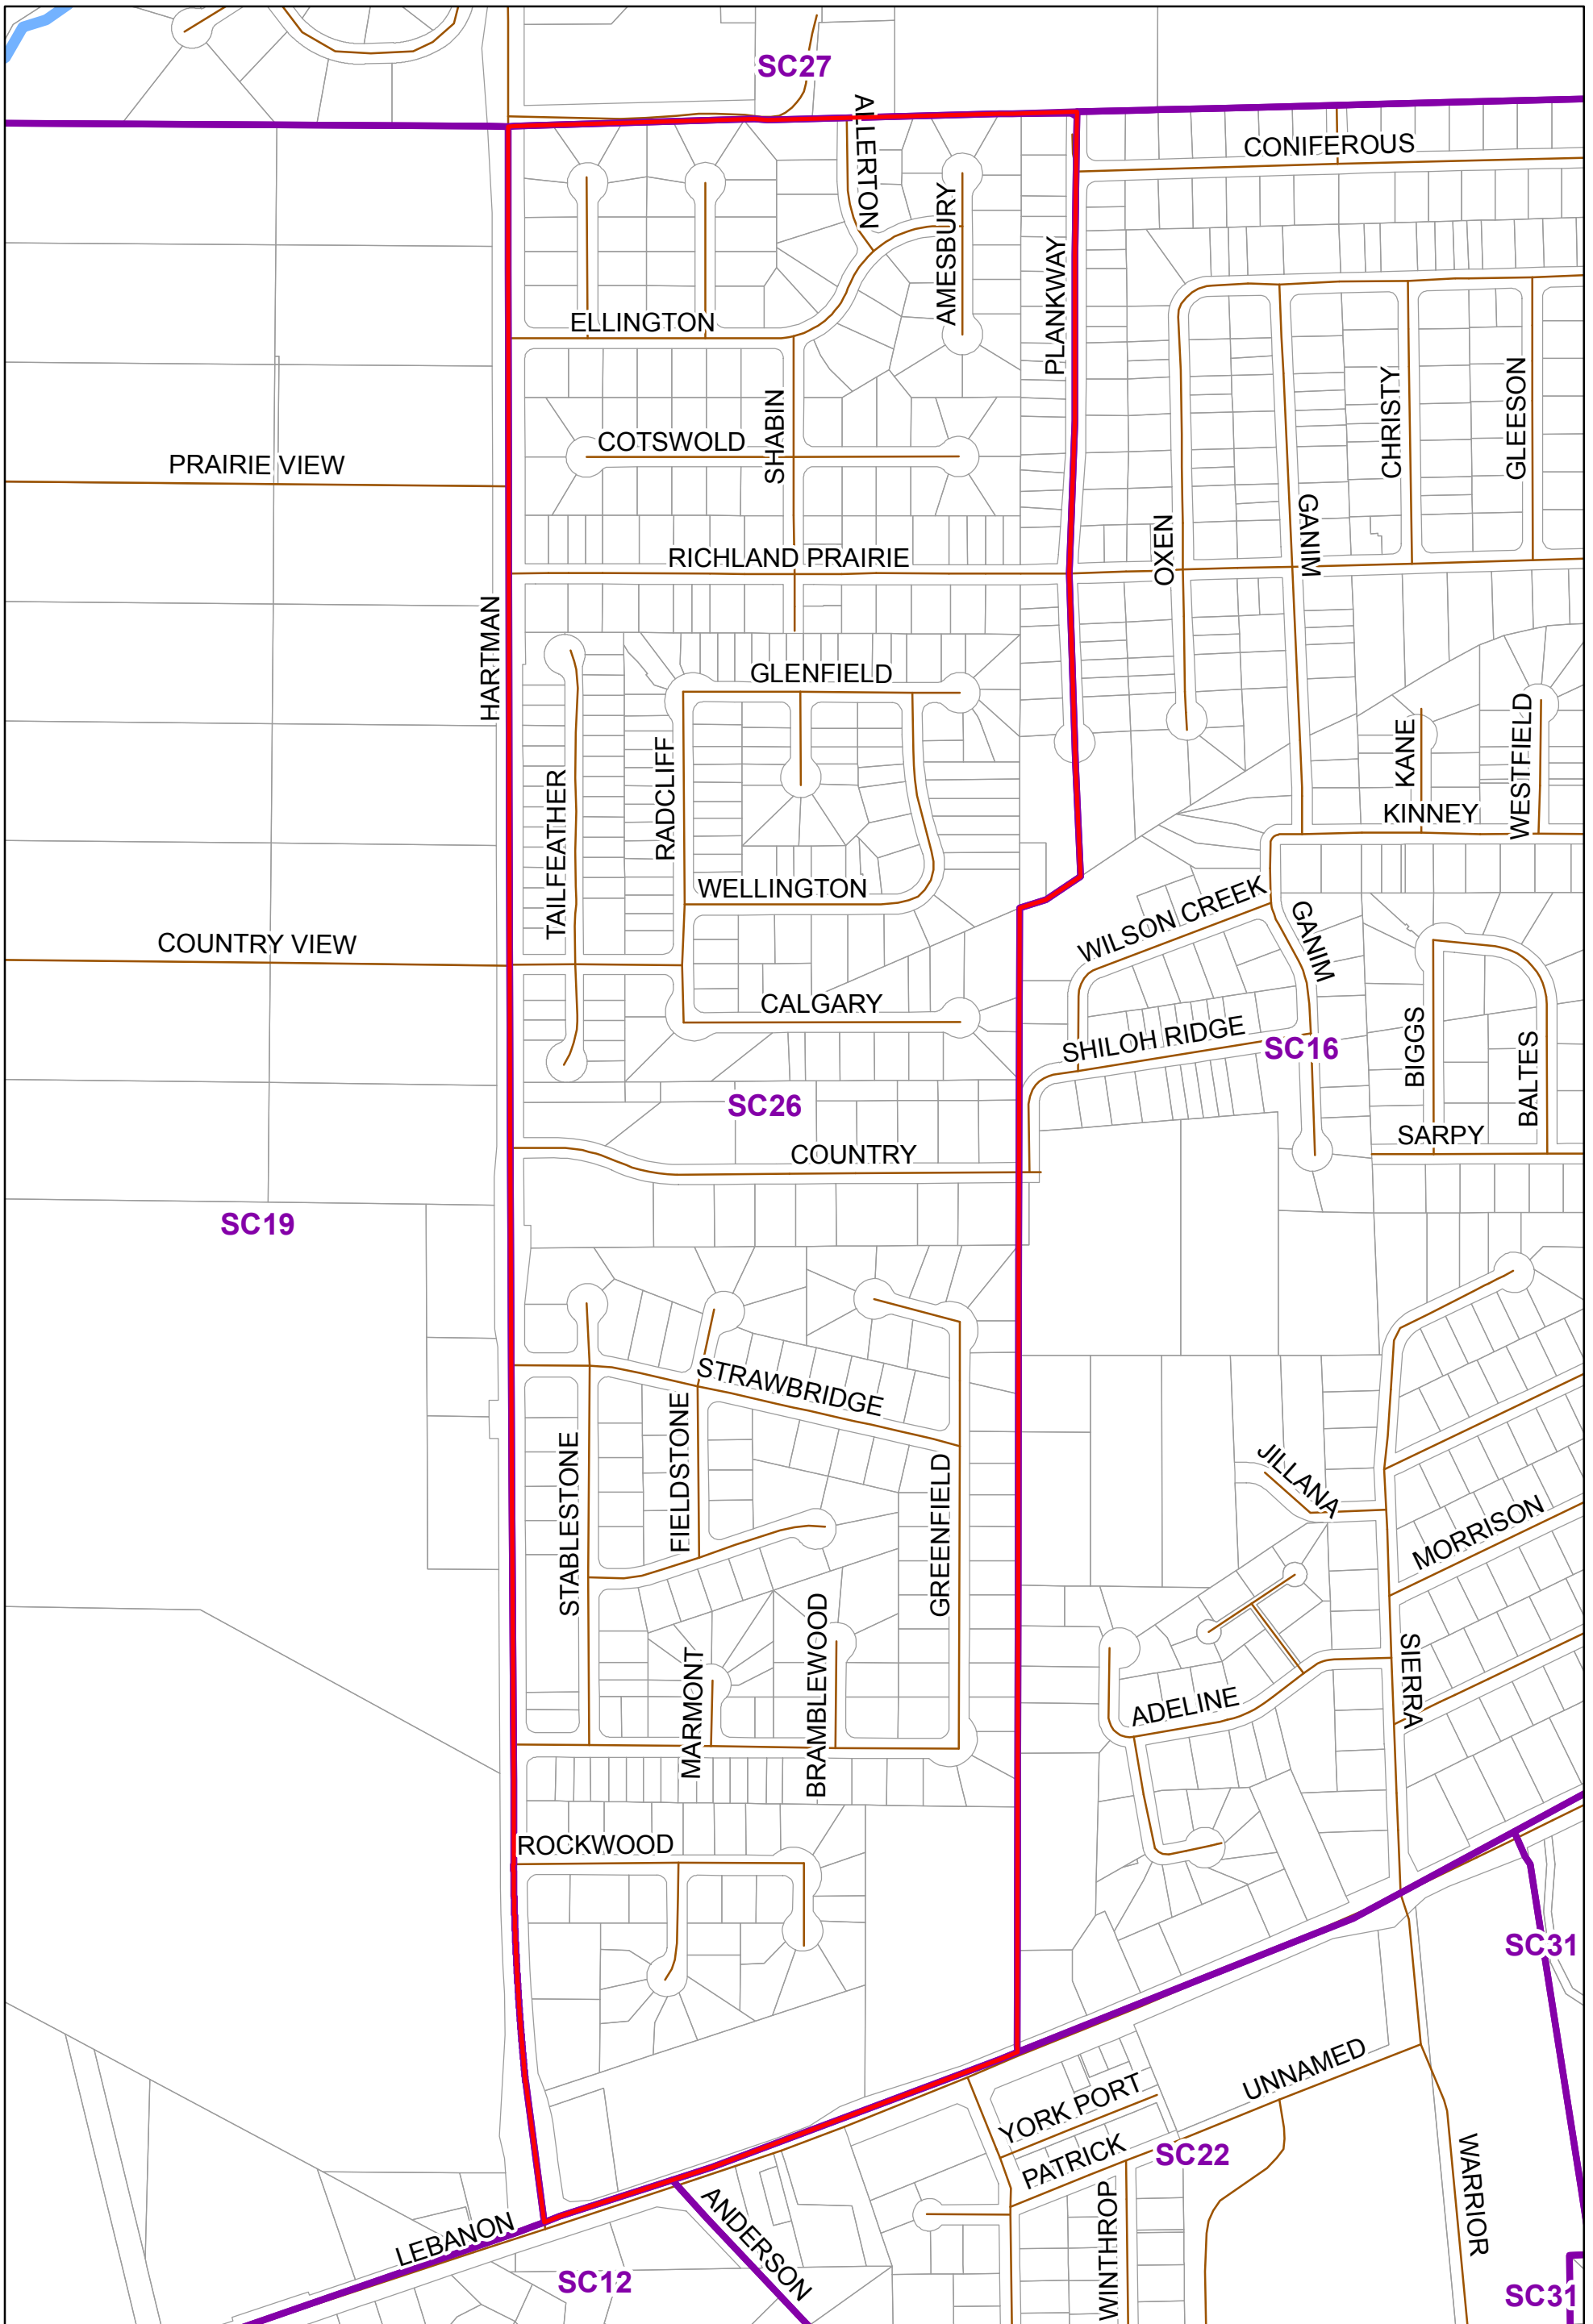 SC27
ALLERTON
CONIFEROUS
AMESBURY
PLANKWAY
ELLINGTON
SHABIN
COTSWOLD
PRAIRIE VIEW
CHRISTY
GLEESON
OXEN
GANIM
RICHLAND PRAIRIE
HARTMAN
GLENFIELD
RADCLIFF
TAILFEATHER
KANE
WESTFIELD
KINNEY
WELLINGTON
WILSON CREEK
GANIM
COUNTRY VIEW
CALGARY
SHILOH RIDGE
SC16
BIGGS
BALTES
SC26
SARPY
COUNTRY
SC19
STRAWBRIDGE
FIELDSTONE
STABLESTONE
GREENFIELD
JILLANA
MORRISON
BRAMBLEWOOD
MARMONT
SIERRA
ADELINE
ROCKWOOD
SC31
UNNAMED
YORK PORT
PATRICK
SC22
WARRIOR
WINTHROP
ANDERSON
LEBANON
SC12
SC31